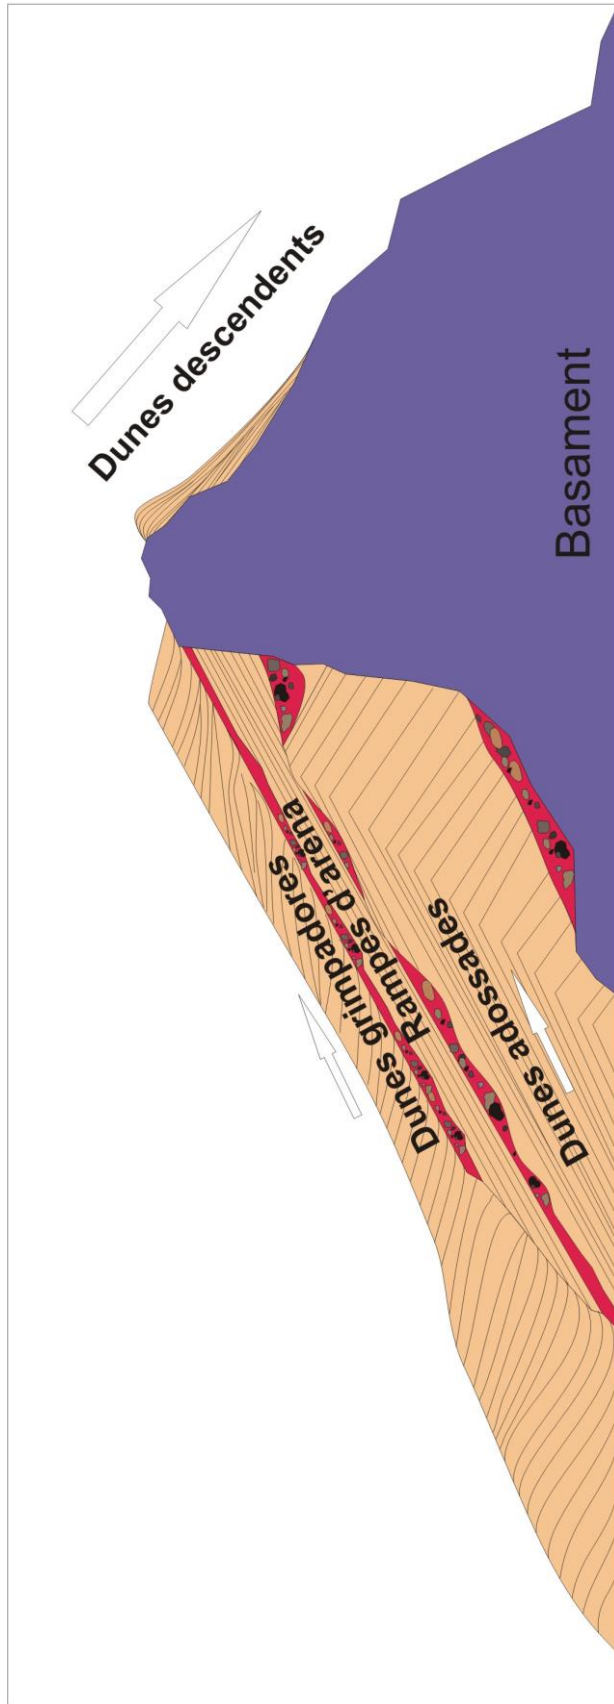 Dunes descendents
Dunes grimpadores
Rampes d'arena
Dunes adossades
Basament